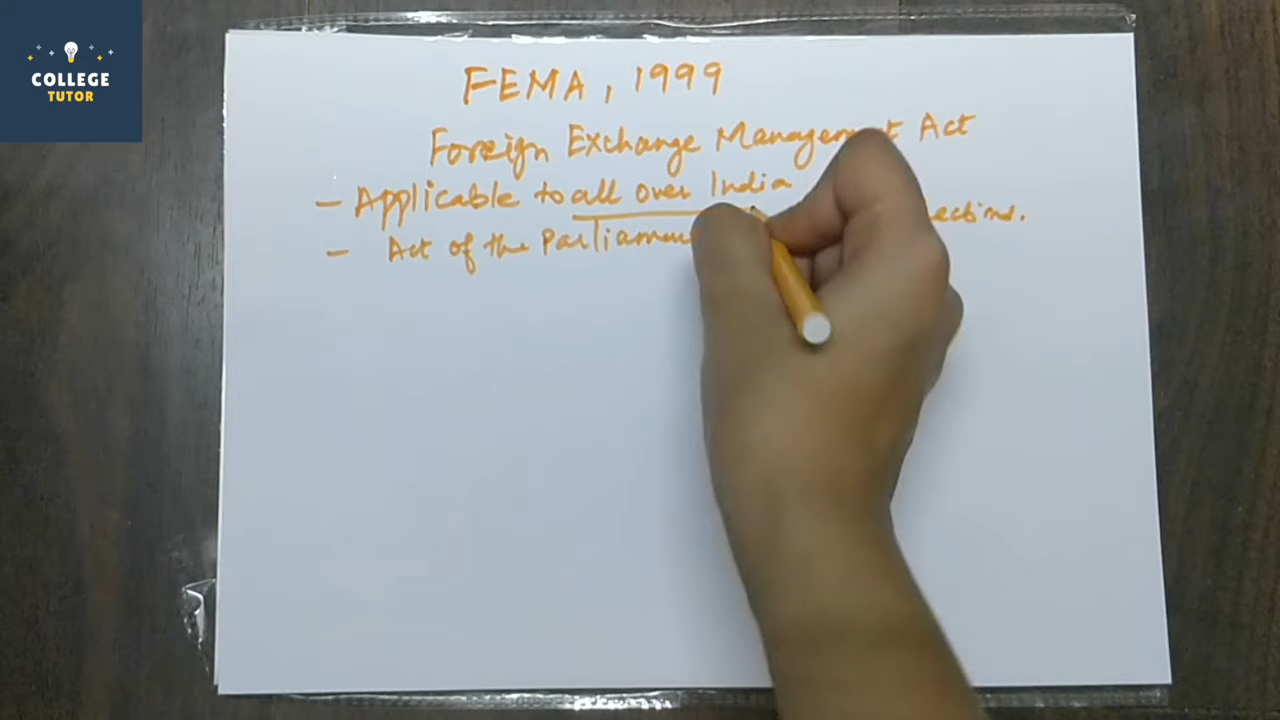 COLLEGE
TUTOR
FEMA, 1999
Foreign Exchange Management Act
- Applicable to all over India
- Act of the Parliament